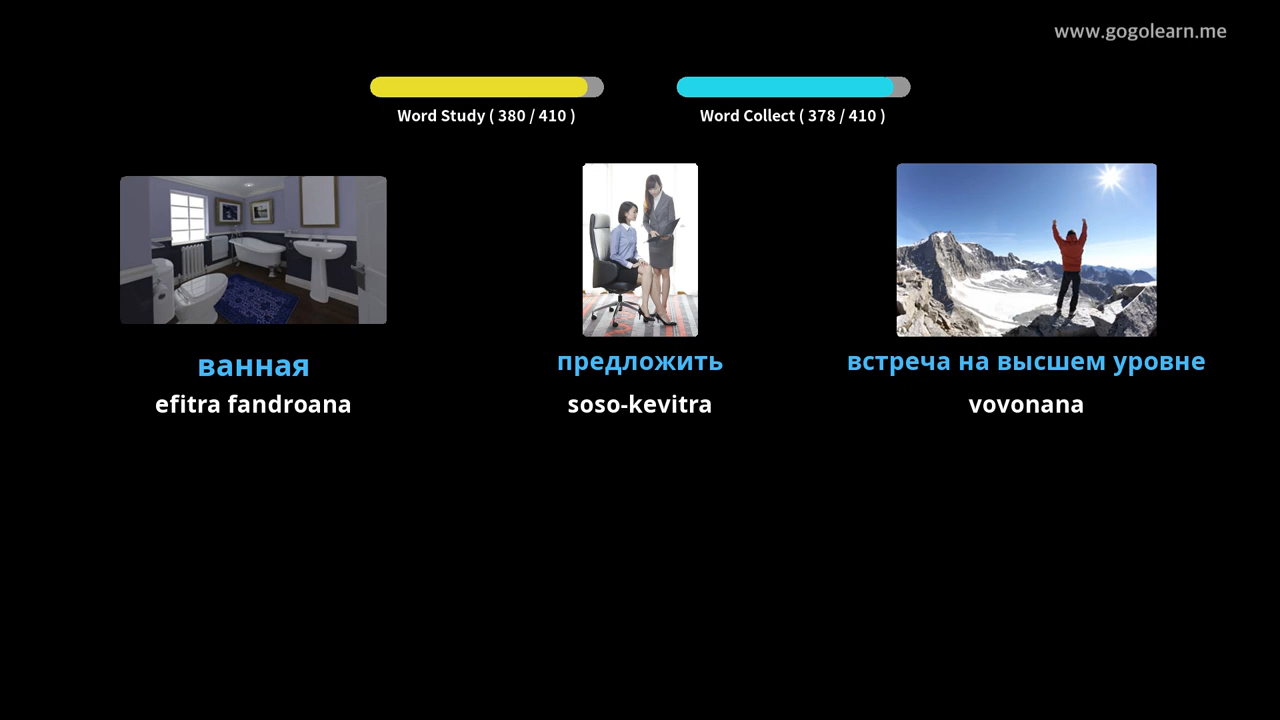 www.gogolearn.me
Word Study ( 380 / 410 )
Word Collect ( 378 / 410 )
ванная
efitra fandroana
предложить
soso-kevitra
встреча на высшем уровне
vovonana